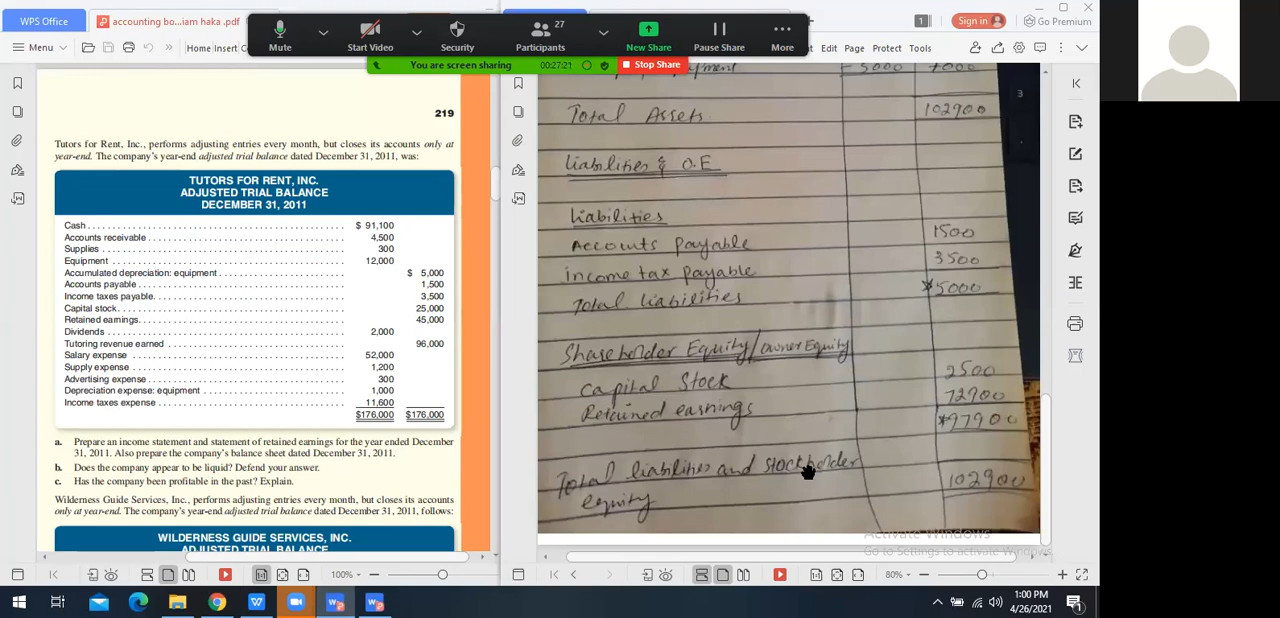 WPS Office
accounting bo...iam haka .pdf
Mute
Start Video
Security
27
Participants
New Share
Pause Share
More
You are screen sharing
00:27:21
Stop Share
1
Sign in
Go Premium
Menu
Home
Insert
Edit
Page
Protect
Tools
219
Tutors for Rent, Inc., performs adjusting entries every month, but closes its accounts only at
year-end. The company's year-end adjusted trial balance dated December 31, 2011, was:
TUTORS FOR RENT, INC.
ADJUSTED TRIAL BALANCE
DECEMBER 31, 2011
Cash $ 91,100
Accounts receivable 4,500
Supplies 300
Equipment 12,000
Accumulated depreciation: equipment $ 5,000
Accounts payable 1,500
Income taxes payable 3,500
Capital stock 25,000
Retained earnings 45,000
Dividends 2,000
Tutoring revenue earned 96,000
Salary expense 52,000
Supply expense 1,200
Advertising expense 300
Depreciation expense: equipment 1,000
Income taxes expense 11,600
$176,000 $176,000
a. Prepare an income statement and statement of retained earnings for the year ended December
31, 2011. Also prepare the company's balance sheet dated December 31, 2011.
b. Does the company appear to be liquid? Defend your answer.
c. Has the company been profitable in the past? Explain.
Wilderness Guide Services, Inc., performs adjusting entries every month, but closes its accounts
only at year-end. The company's year-end adjusted trial balance dated December 31, 2011, follows:
WILDERNESS GUIDE SERVICES, INC.
ADJUSTED TRIAL BALANCE
5000 7000
3
Total Assets 102900
Liabilities & O.E
Liabilities
Accounts payable 1500
income tax payable 3500
Total liabilities 5000
Shareholder Equity/owner Equity
Capital Stock 2500
Retained earnings 72900
97900
Total liabilities and stockholder
equity 102900
Activate Windows
Go to Settings to activate Windows.
100%
80%
1:00 PM
4/26/2021
1